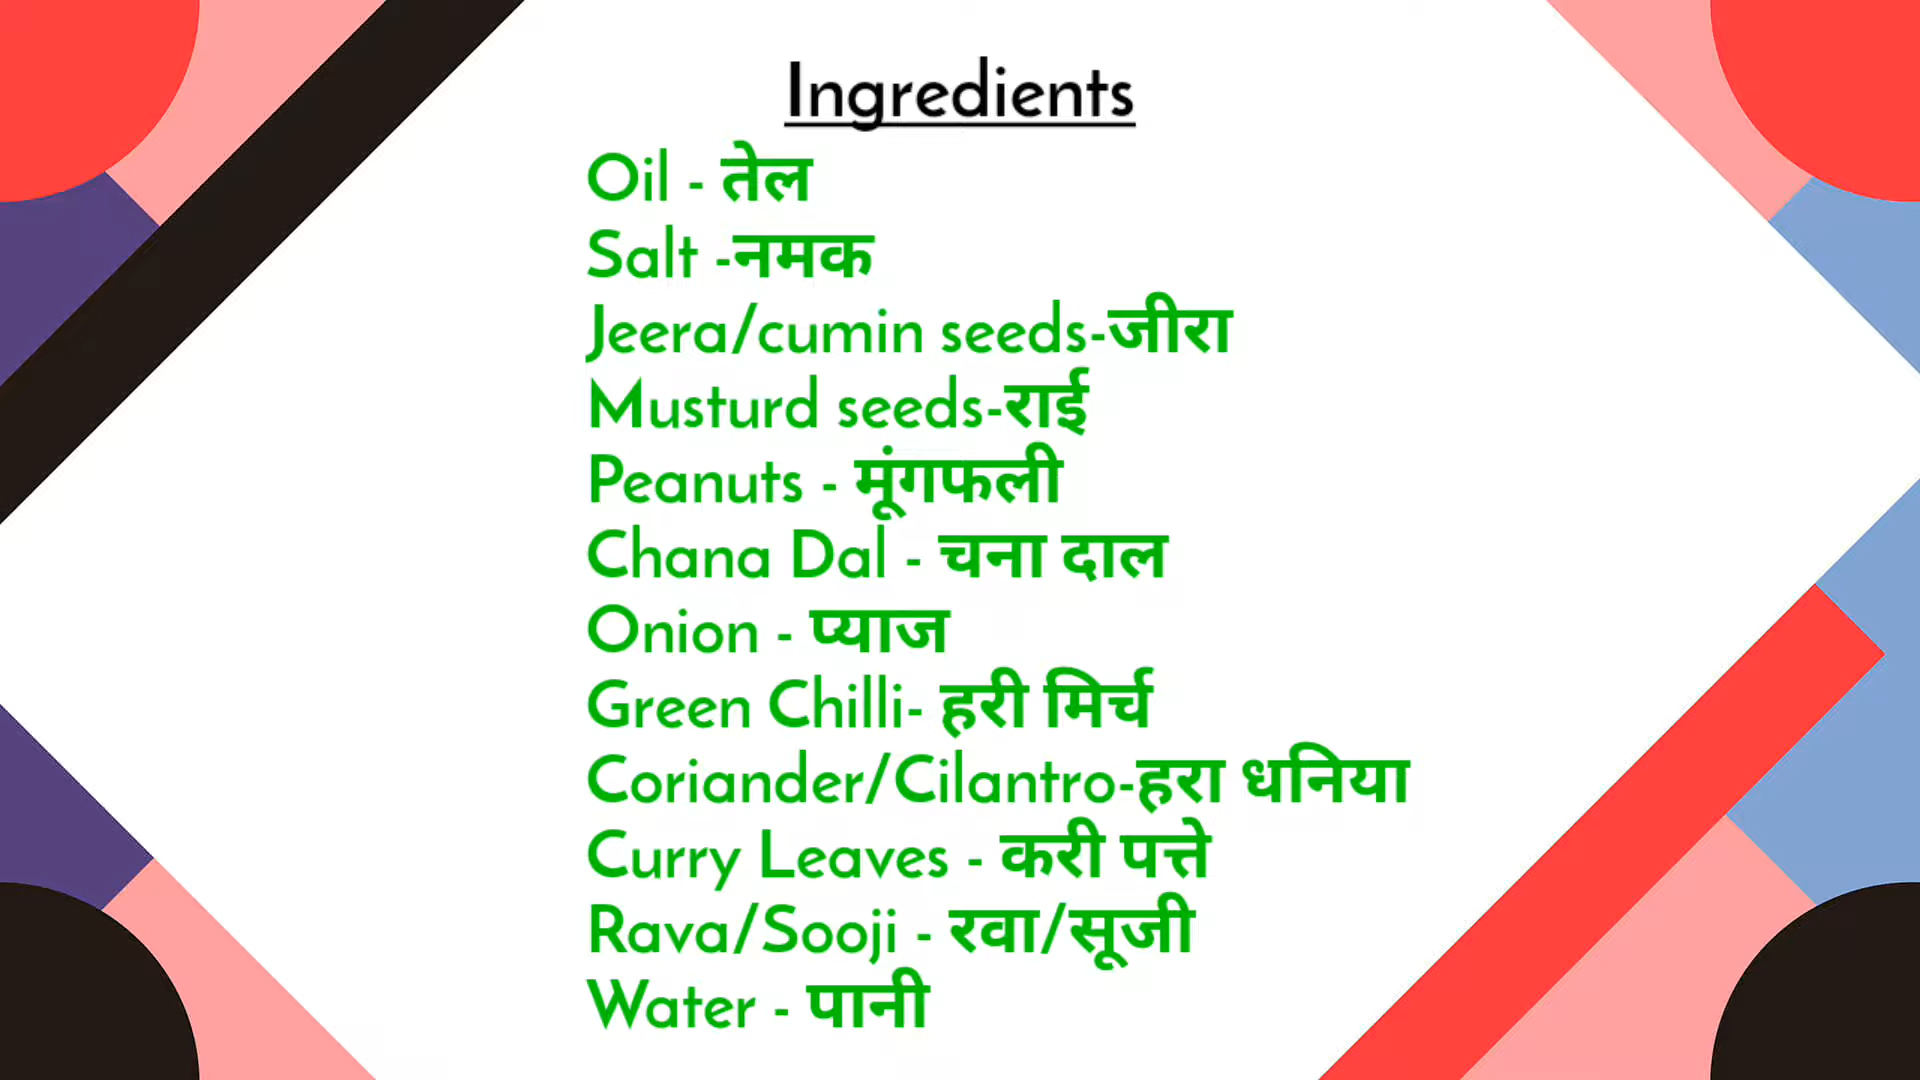 Ingredients
Oil - तेल
Salt -नमक
Jeera/cumin seeds-जीरा
Musturd seeds-राई
Peanuts - मूंगफली
Chana Dal - चना दाल
Onion - प्याज
Green Chilli- हरी मिर्च
Coriander/Cilantro-हरा धनिया
Curry Leaves - करी पत्ते
Rava/Sooji - रवा/सूजी
Water - पानी